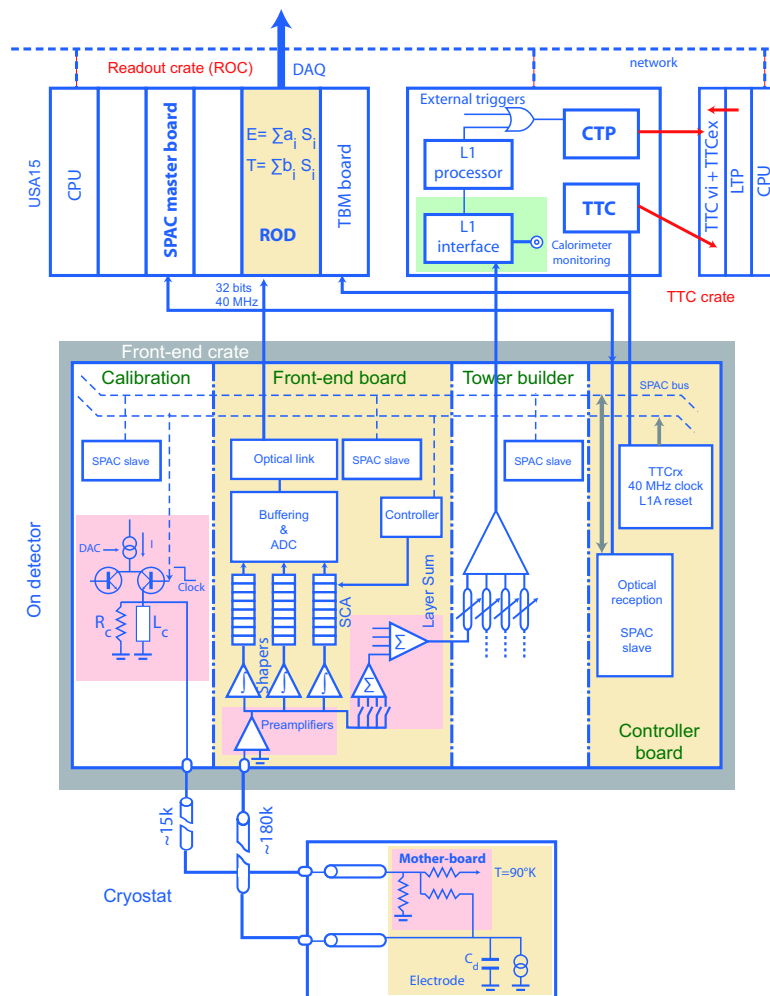 Readout crate (ROC)
DAQ
network
USA15
CPU
SPAC master board
E= ∑a_i S_i
T= ∑b_i S_i
ROD
TBM board
External triggers
L1
processor
L1
interface
CTP
TTC
Calorimeter
monitoring
TTC vi + TTCex
LTP
CPU
TTC crate
32 bits
40 MHz
Front-end crate
Calibration
Front-end board
Tower builder
SPAC bus
SPAC slave
Optical link
SPAC slave
SPAC slave
TTCrx
40 MHz clock
L1A reset
Buffering
&
ADC
Controller
On detector
DAC
I
Clock
R_c
L_c
SCA
Layer Sum
Shapers
∫
∫
∫
Σ
Σ
Optical
reception
SPAC
slave
Preamplifiers
Controller
board
~15k
~180k
Cryostat
Mother-board
T=90°K
C_d
Electrode